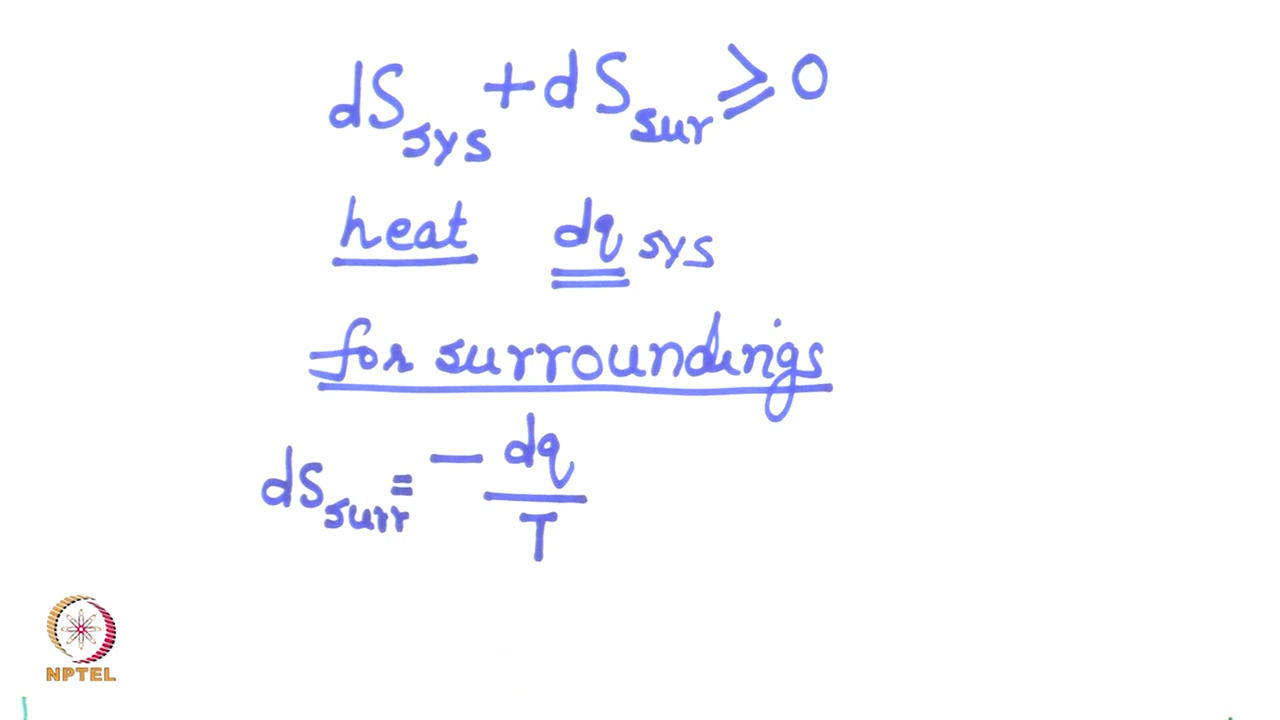 dS_sys + dS_sur ≥ 0
heat dq sys
for surroundings
dS_surr = - dq/T
NPTEL